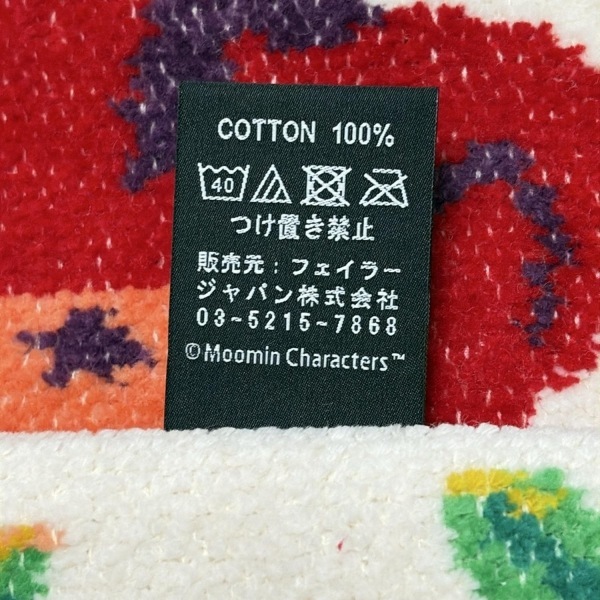 COTTON 100%
40
つけ置き禁止
販売元：フェイラー
ジャパン株式会社
03-5215-7868
©Moomin Characters™